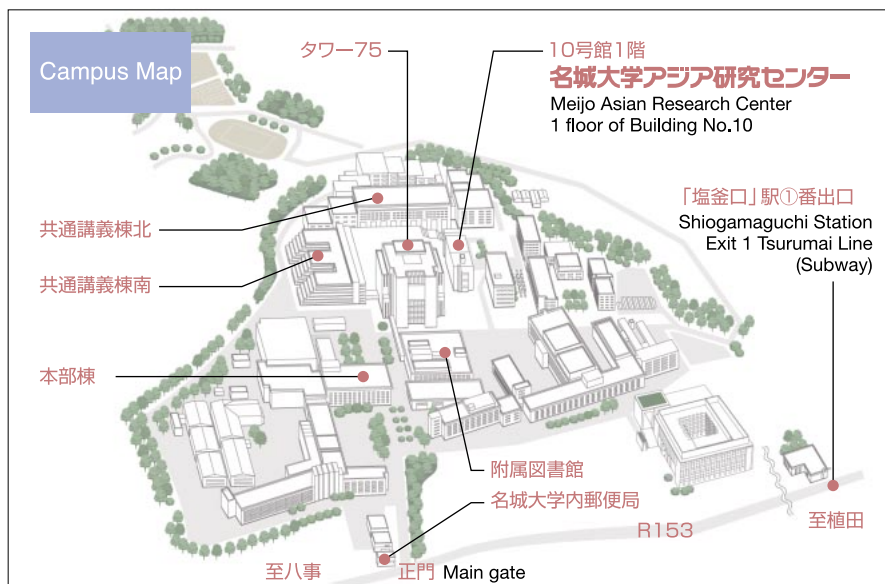 Campus Map
タワー75
10号館1階
名城大学アジア研究センター
Meijo Asian Research Center
1 floor of Building No.10
「塩釜口」駅①番出口
Shiogamaguchi Station
Exit 1 Tsurumai Line
(Subway)
共通講義棟北
共通講義棟南
本部棟
附属図書館
名城大学内郵便局
R153
至植田
至八事
正門 Main gate